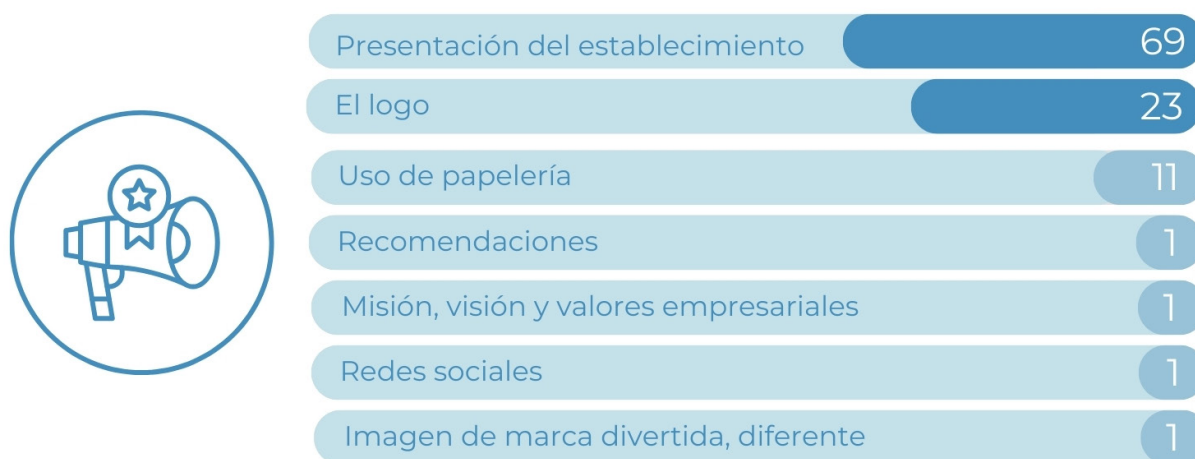 Presentación del establecimiento 69
El logo 23
Uso de papelería 11
Recomendaciones 1
Misión, visión y valores empresariales 1
Redes sociales 1
Imagen de marca divertida, diferente 1